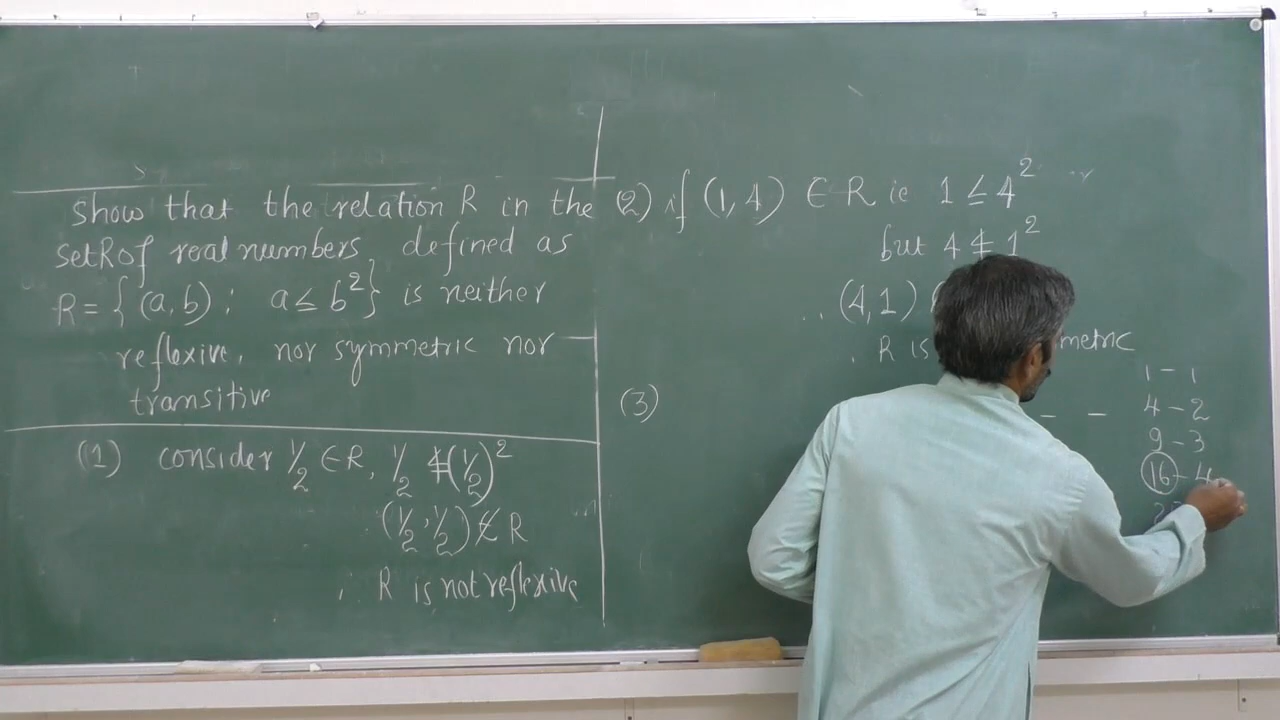 Show that the relation R in the
set R of real numbers, defined as
R = { (a, b) : a ≤ b² } is neither
reflexive, nor symmetric nor
transitive
(1) consider 1/2 ∈ R, 1/2 ≰ (1/2)²
(1/2, 1/2) ∉ R
∴ R is not reflexive
(2) if (1, 4) ∈ R ie 1 ≤ 4²
but 4 ≰ 1²
∴ (4, 1)
∴ R is
(3)
1 - 1
4 - 2
9 - 3
16 - 4